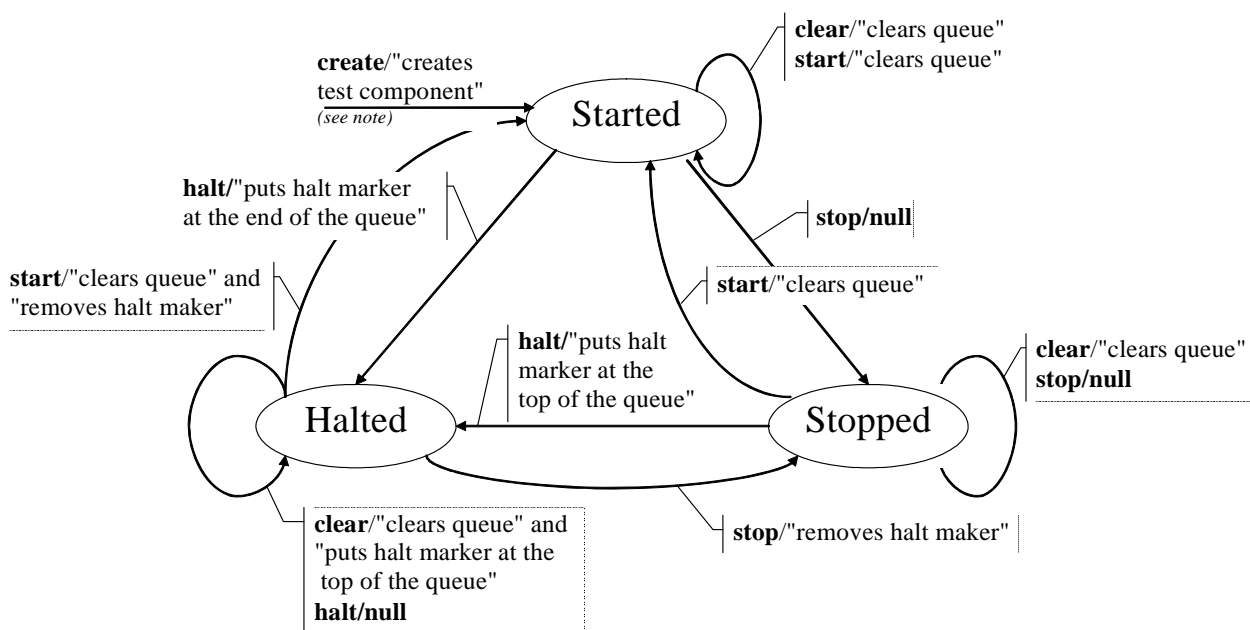 clear/"clears queue"
start/"clears queue"
create/"creates
test component"
(see note)
Started
halt/"puts halt marker
at the end of the queue"
stop/null
start/"clears queue" and
"removes halt maker"
start/"clears queue"
halt/"puts halt
marker at the
top of the queue"
clear/"clears queue"
stop/null
Halted
Stopped
clear/"clears queue" and
"puts halt marker at the
top of the queue"
halt/null
stop/"removes halt maker"